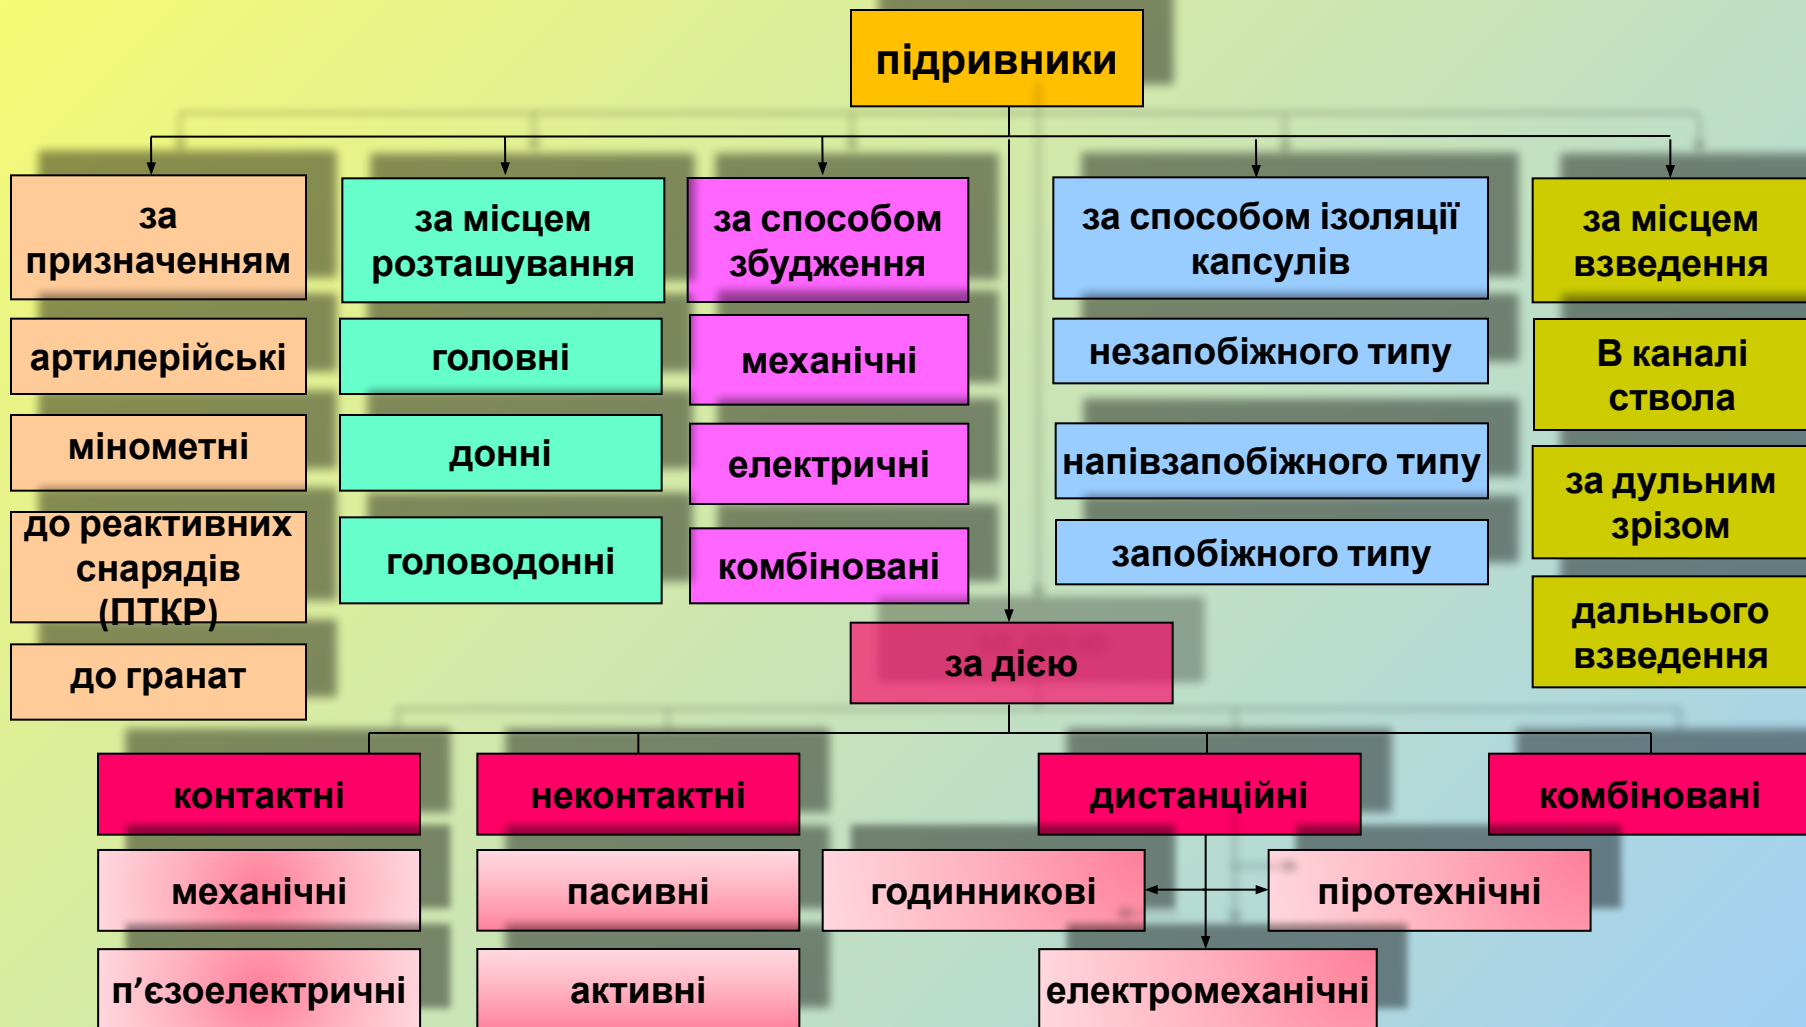 підривники
за
призначенням
артилерійські
мінометні
до реактивних
снарядів
(ПТКР)
до гранат
за місцем
розташування
головні
донні
головодонні
за способом
збудження
механічні
електричні
комбіновані
за способом ізоляції
капсулів
незапобіжного типу
напівзапобіжного типу
запобіжного типу
за місцем
взведення
В каналі
ствола
за дульним
зрізом
дальнього
взведення
за дією
контактні
механічні
п’єзоелектричні
неконтактні
пасивні
активні
дистанційні
годинникові
піротехнічні
електромеханічні
комбіновані